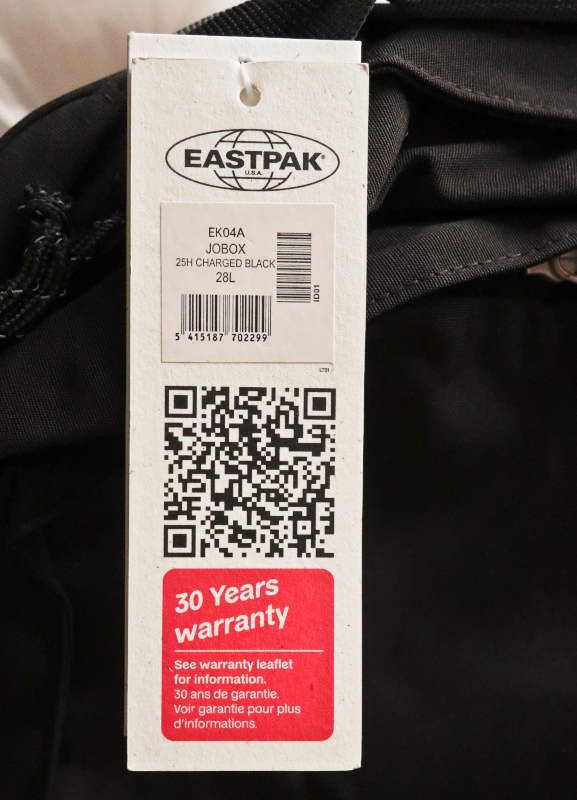 EASTPAK®
U.S.A.
EK04A
JOBOX
25H CHARGED BLACK
28L
JD01
5 415187 702299
LT01
30 Years
warranty
See warranty leaflet
for information.
30 ans de garantie.
Voir garantie pour plus
d'informations.